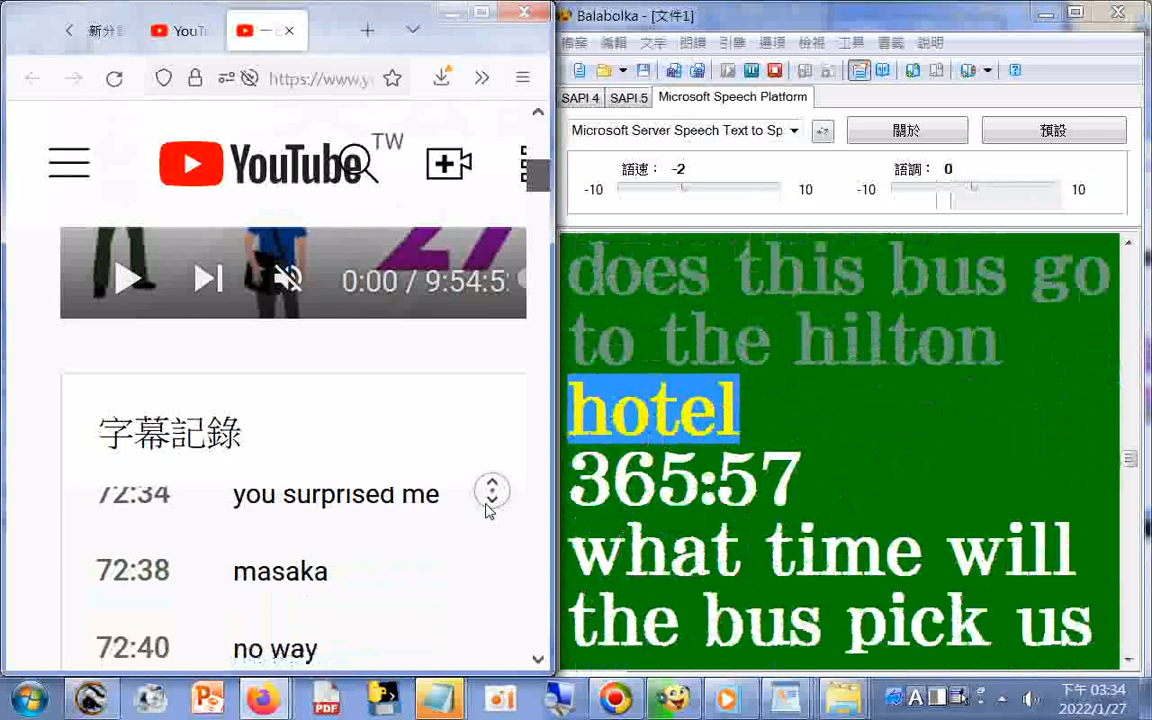 新分
YouT
Balabolka - [文件1]
檔案 編輯 文字 朗讀 引擎 選項 檢視 工具 書籤 說明
https://www.y
SAPI 4 SAPI 5 Microsoft Speech Platform
Microsoft Server Speech Text to Sp
關於
預設
語速： -2
-10 10
語調： 0
-10 10
YouTube TW
27
0:00 / 9:54:5
字幕記錄
72:34 you surprised me
72:38 masaka
72:40 no way
does this bus go
to the hilton
hotel
365:57
what time will
the bus pick us
PDF
A
下午 03:34
2022/1/27